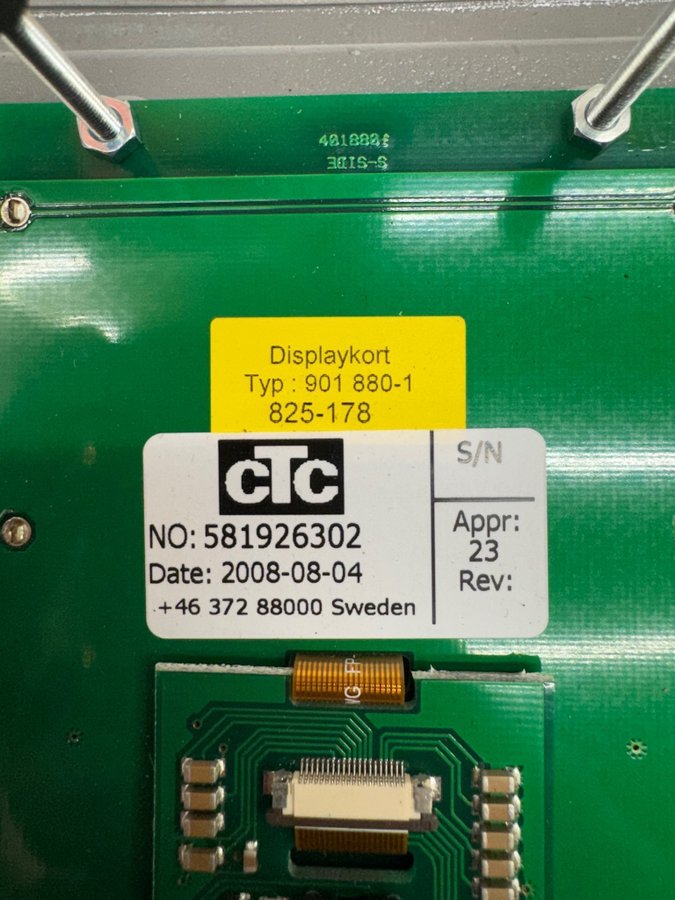 401880f
S-SIDE
Displaykort
Typ : 901 880-1
825-178
CTC
NO: 581926302
Date: 2008-08-04
+46 372 88000 Sweden
S/N
Appr:
23
Rev: